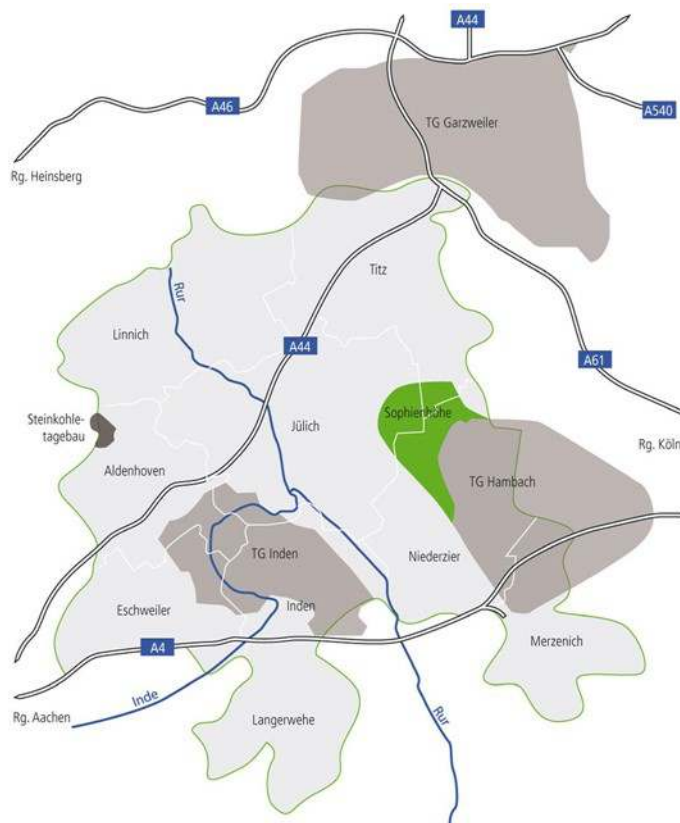 A44
A46
A540
TG Garzweiler
Rg. Heinsberg
Titz
Rur
Linnich
A44
A61
Sophienhöhe
Steinkohle-
tagebau
Jülich
Rg. Köln
Aldenhoven
TG Hambach
TG Inden
Niederzier
Eschweiler
Inden
Merzenich
A4
Inde
Rg. Aachen
Langerwehe
Rur